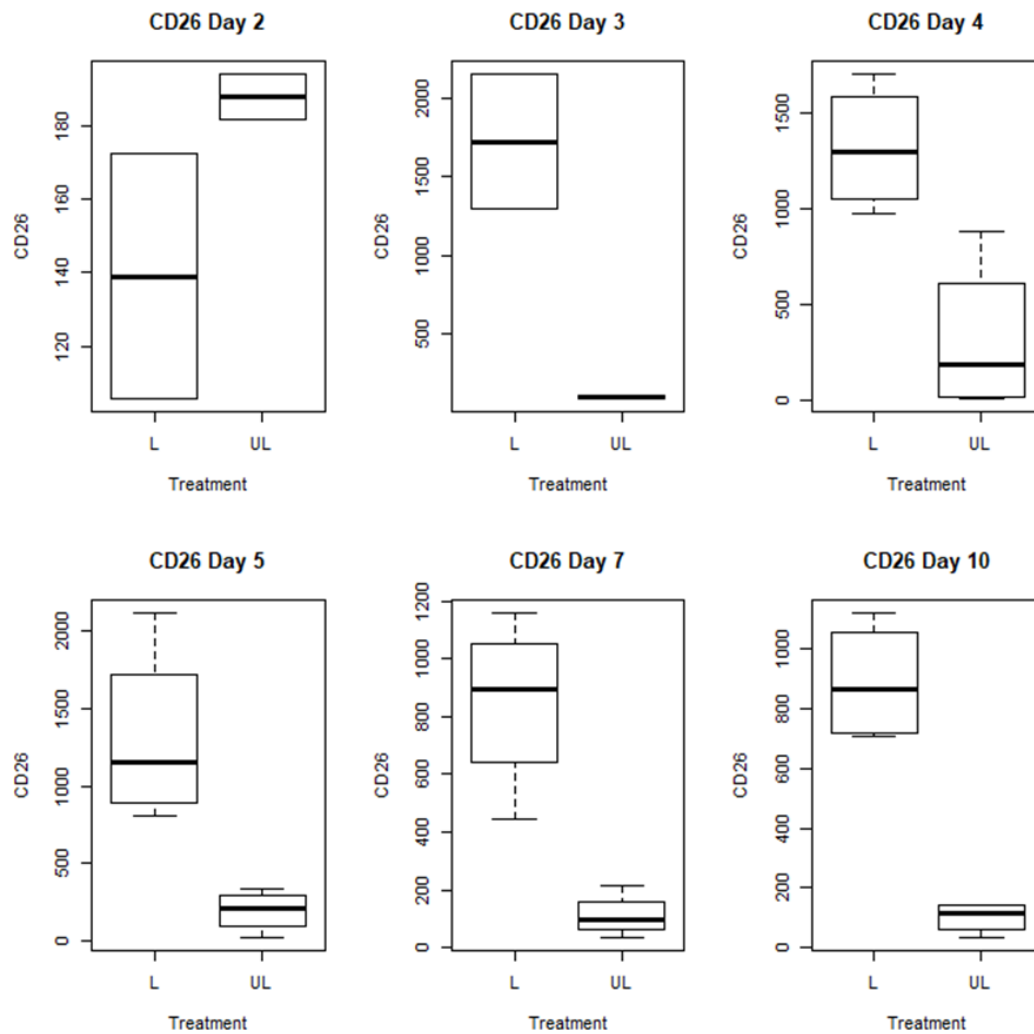 CD26 Day 2
CD26
180
160
140
120
L UL
Treatment
CD26 Day 3
CD26
2000
1500
1000
500
L UL
Treatment
CD26 Day 4
CD26
1500
1000
500
0
L UL
Treatment
CD26 Day 5
CD26
2000
1500
1000
500
0
L UL
Treatment
CD26 Day 7
CD26
1200
1000
800
600
400
200
0
L UL
Treatment
CD26 Day 10
CD26
1000
800
600
400
200
0
L UL
Treatment